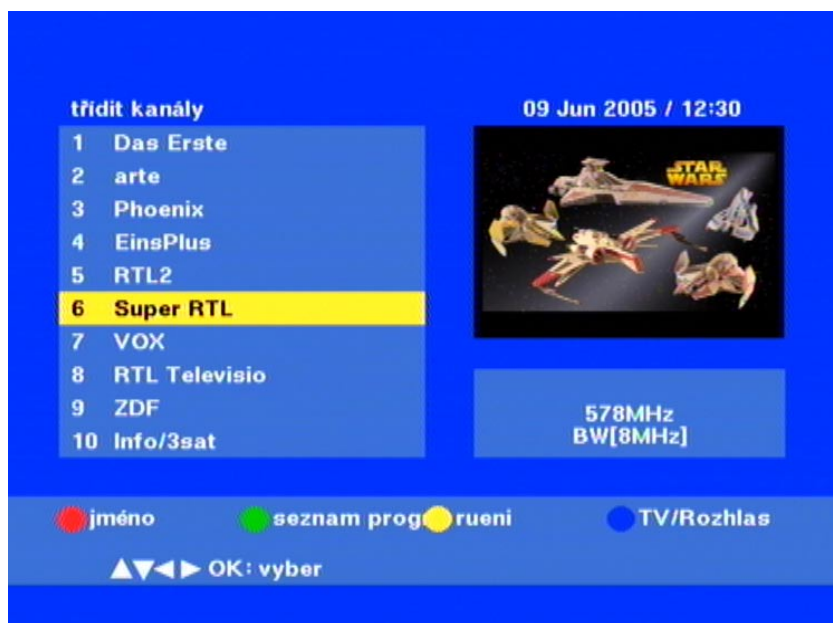 třídit kanály
09 Jun 2005 / 12:30
1 Das Erste
2 arte
3 Phoenix
4 EinsPlus
5 RTL2
6 Super RTL
7 VOX
8 RTL Televisio
9 ZDF
10 Info/3sat
STAR
WARS
578MHz
BW[8MHz]
jméno seznam progr rueni TV/Rozhlas
▲▼◀▶ OK: vyber